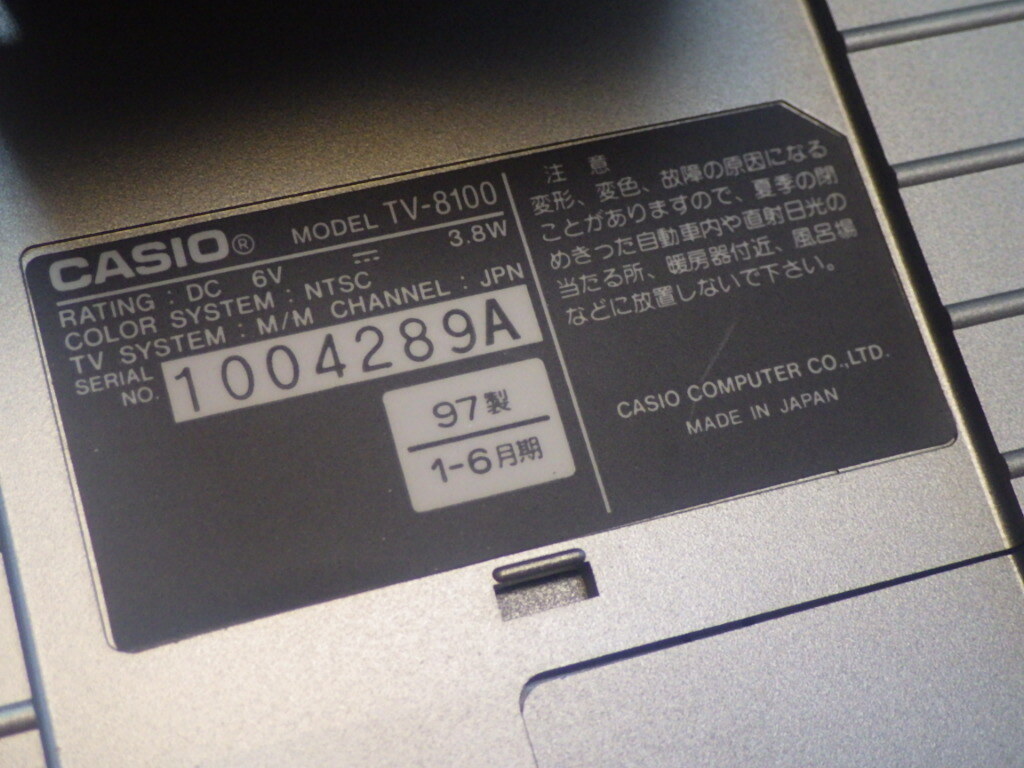 CASIO® MODEL TV-8100
RATING : DC 6V ⎓ 3.8W
COLOR SYSTEM : NTSC
TV SYSTEM : M/M CHANNEL : JPN
SERIAL NO. 1004289A
97製
1-6月期
注意
変形、変色、故障の原因になる
ことがありますので、夏季の閉
めきった自動車内や直射日光の
当たる所、暖房器付近、風呂場
などに放置しないで下さい。
CASIO COMPUTER CO.,LTD.
MADE IN JAPAN